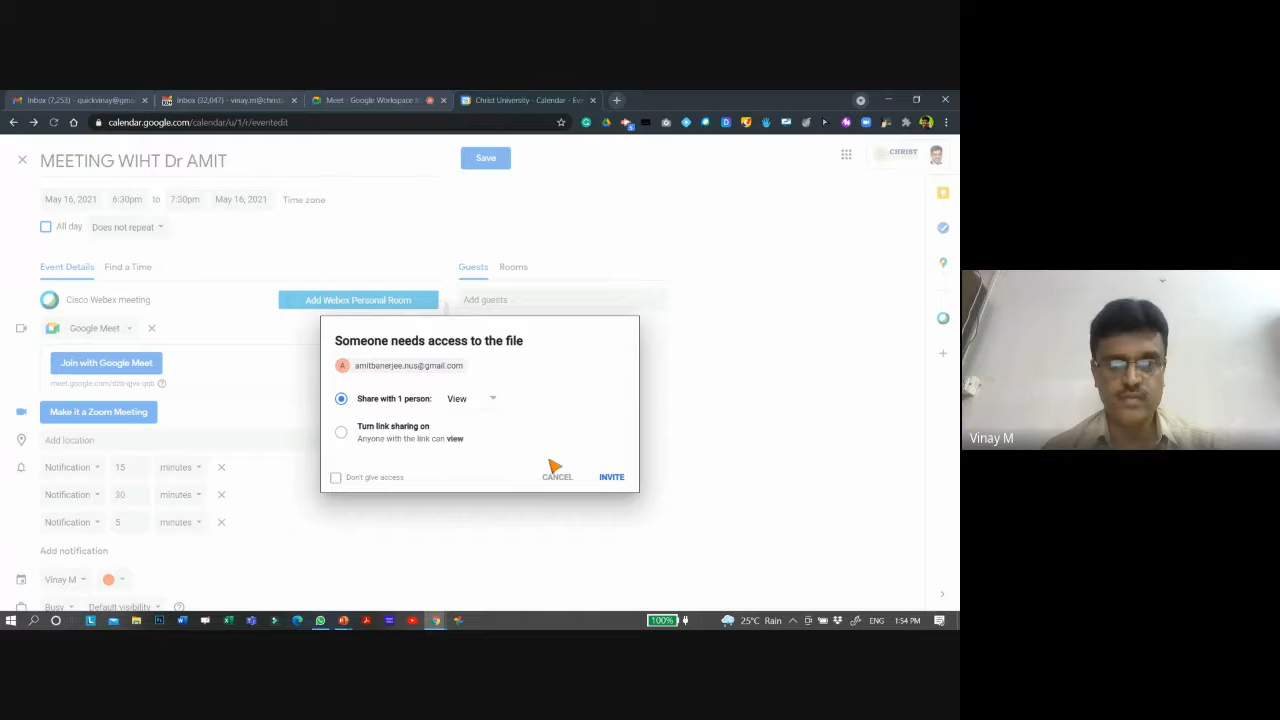 Inbox (7,253) - quickvinay@gma
Inbox (32,047) - vinay.m@christ
Meet - Google Workspace
Christ University - Calendar - Eve
calendar.google.com/calendar/u/1/r/eventedit
MEETING WIHT Dr AMIT
Save
CHRIST
May 16, 2021 6:30pm to 7:30pm May 16, 2021 Time zone
All day Does not repeat
Event Details Find a Time
Guests Rooms
Cisco Webex meeting
Add Webex Personal Room
Add guests
Google Meet
Join with Google Meet
Make it a Zoom Meeting
Add location
Notification 15 minutes
Notification 30 minutes
Notification 5 minutes
Add notification
Vinay M
Busy Default visibility
Someone needs access to the file
A amitbanerjee.nus@gmail.com
Share with 1 person: View
Turn link sharing on
Anyone with the link can view
Don't give access
CANCEL INVITE
Vinay M
100% 25°C Rain ENG 1:54 PM